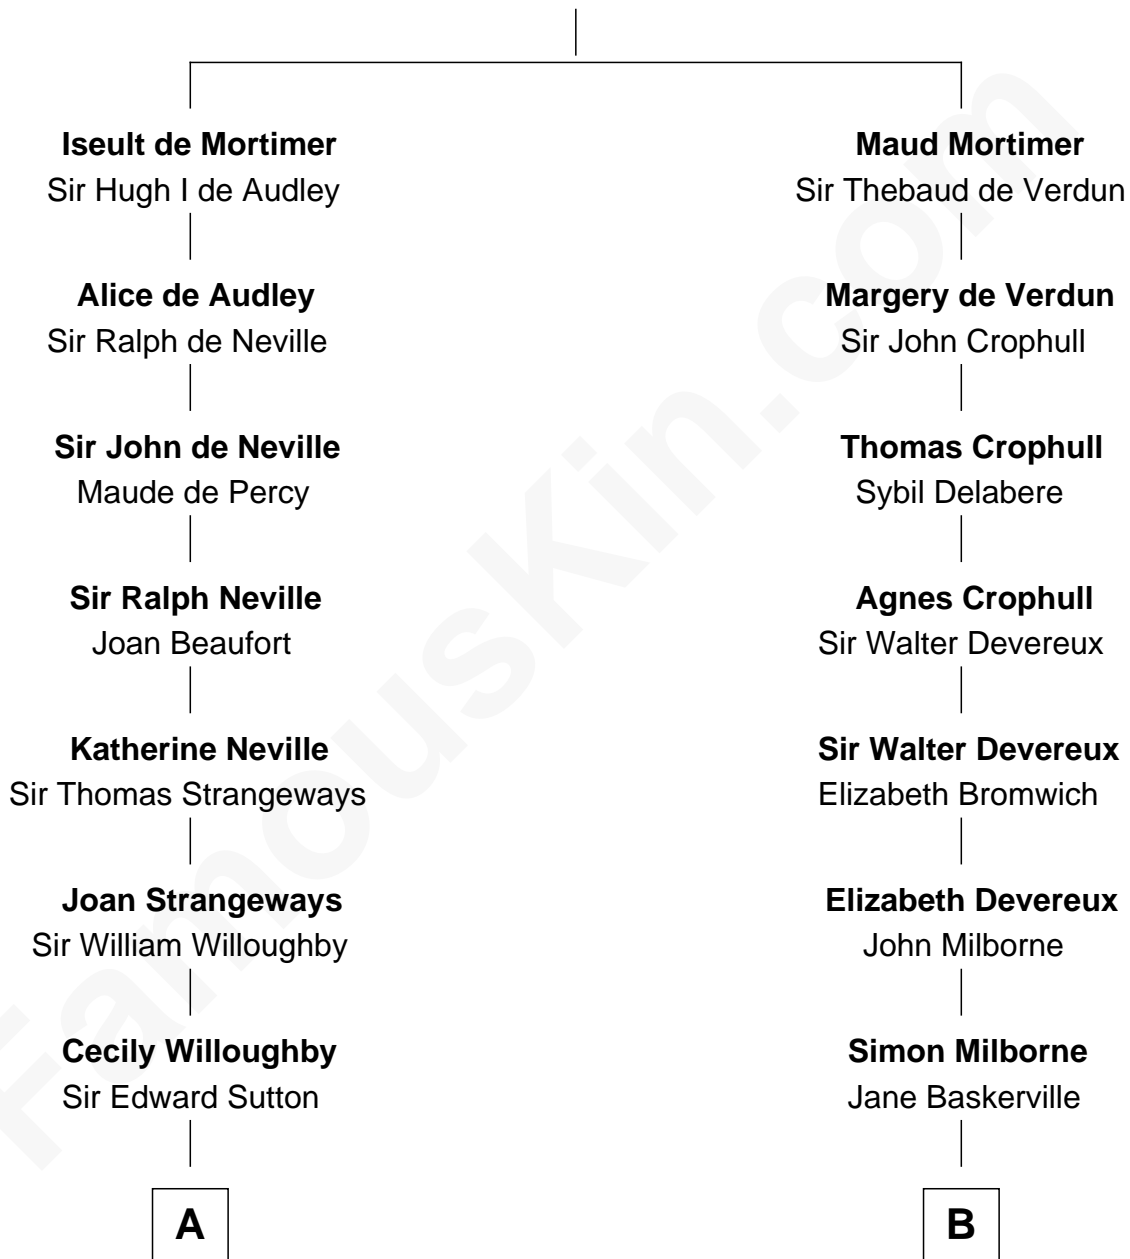 Iseult de Mortimer
Sir Hugh I de Audley
Alice de Audley
Sir Ralph de Neville
Sir John de Neville
Maude de Percy
Sir Ralph Neville
Joan Beaufort
Katherine Neville
Sir Thomas Strangeways
Joan Strangeways
Sir William Willoughby
Cecily Willoughby
Sir Edward Sutton
A
Maud Mortimer
Sir Thebaud de Verdun
Margery de Verdun
Sir John Crophull
Thomas Crophull
Sybil Delabere
Agnes Crophull
Sir Walter Devereux
Sir Walter Devereux
Elizabeth Bromwich
Elizabeth Devereux
John Milborne
Simon Milborne
Jane Baskerville
B
FamousKin.com